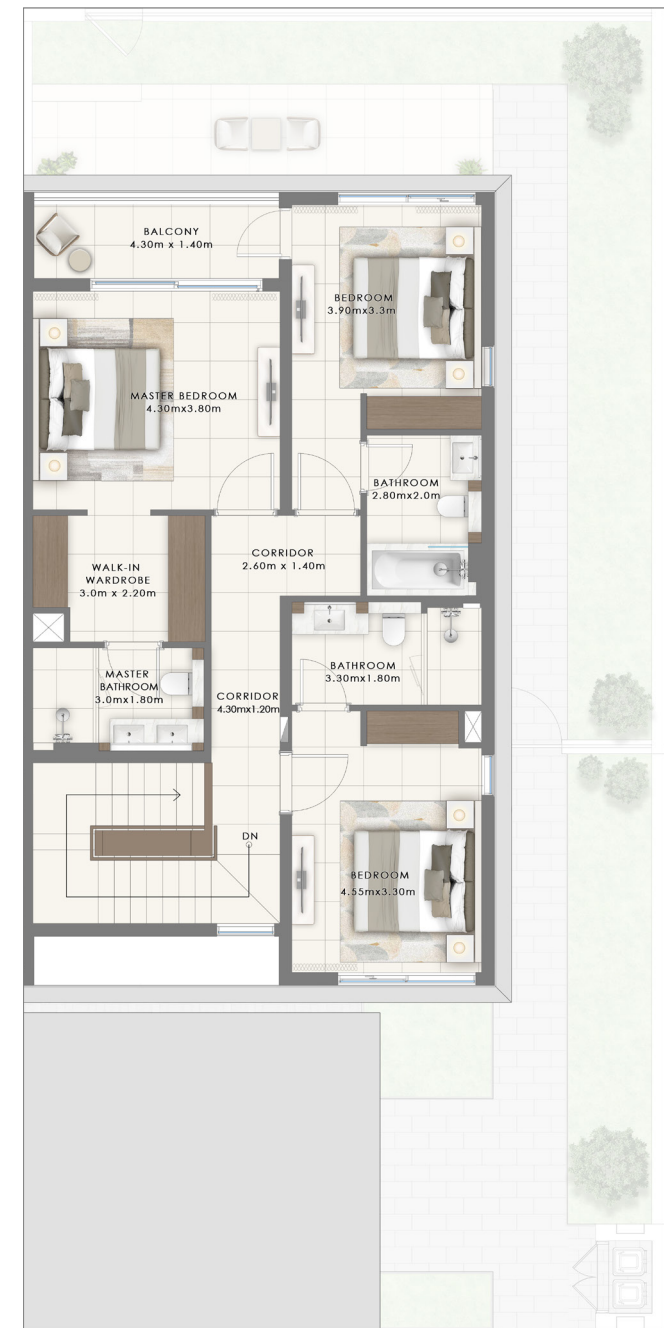 BALCONY
4.30m x 1.40m
BEDROOM
3.90mx3.3m
MASTER BEDROOM
4.30mx3.80m
BATHROOM
2.80mx2.0m
CORRIDOR
2.60m x 1.40m
WALK-IN
WARDROBE
3.0m x 2.20m
BATHROOM
3.30mx1.80m
MASTER
BATHROOM
3.0mx1.80m
CORRIDOR
4.30mx1.20m
DN
BEDROOM
4.55mx3.30m